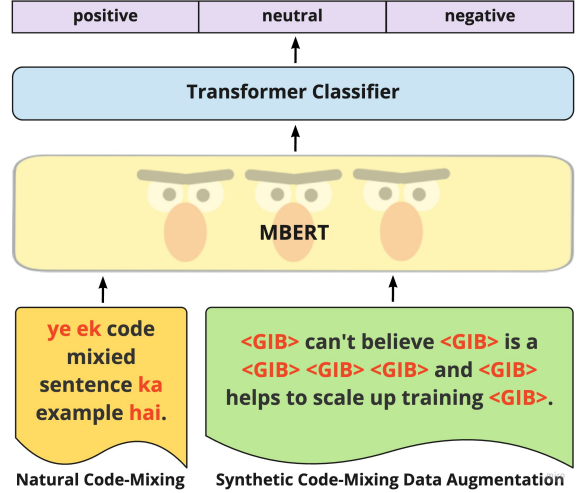 positive neutral negative
Transformer Classifier
MBERT
ye ek code
mixied
sentence ka
example hai.
<GIB> can't believe <GIB> is a
<GIB> <GIB> <GIB> and <GIB>
helps to scale up training <GIB>.
Natural Code-Mixing
Synthetic Code-Mixing Data Augmentation